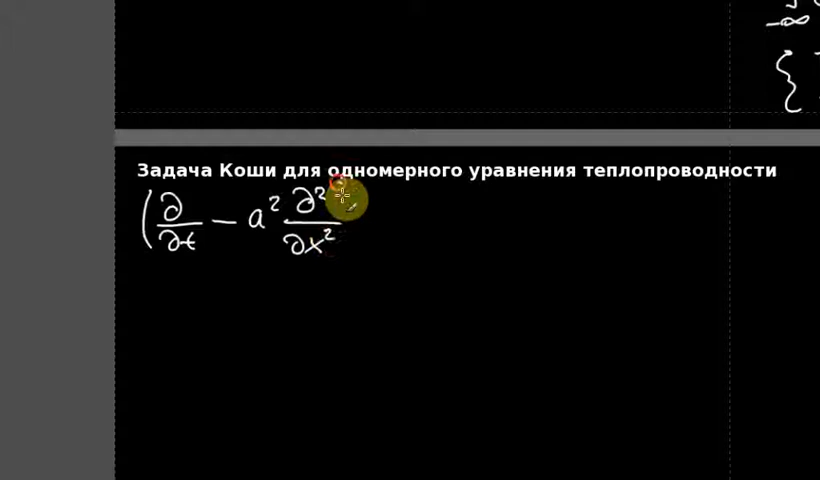 -∞
{
Задача Коши для одномерного уравнения теплопроводности
(∂/∂t - a² ∂²/∂x²